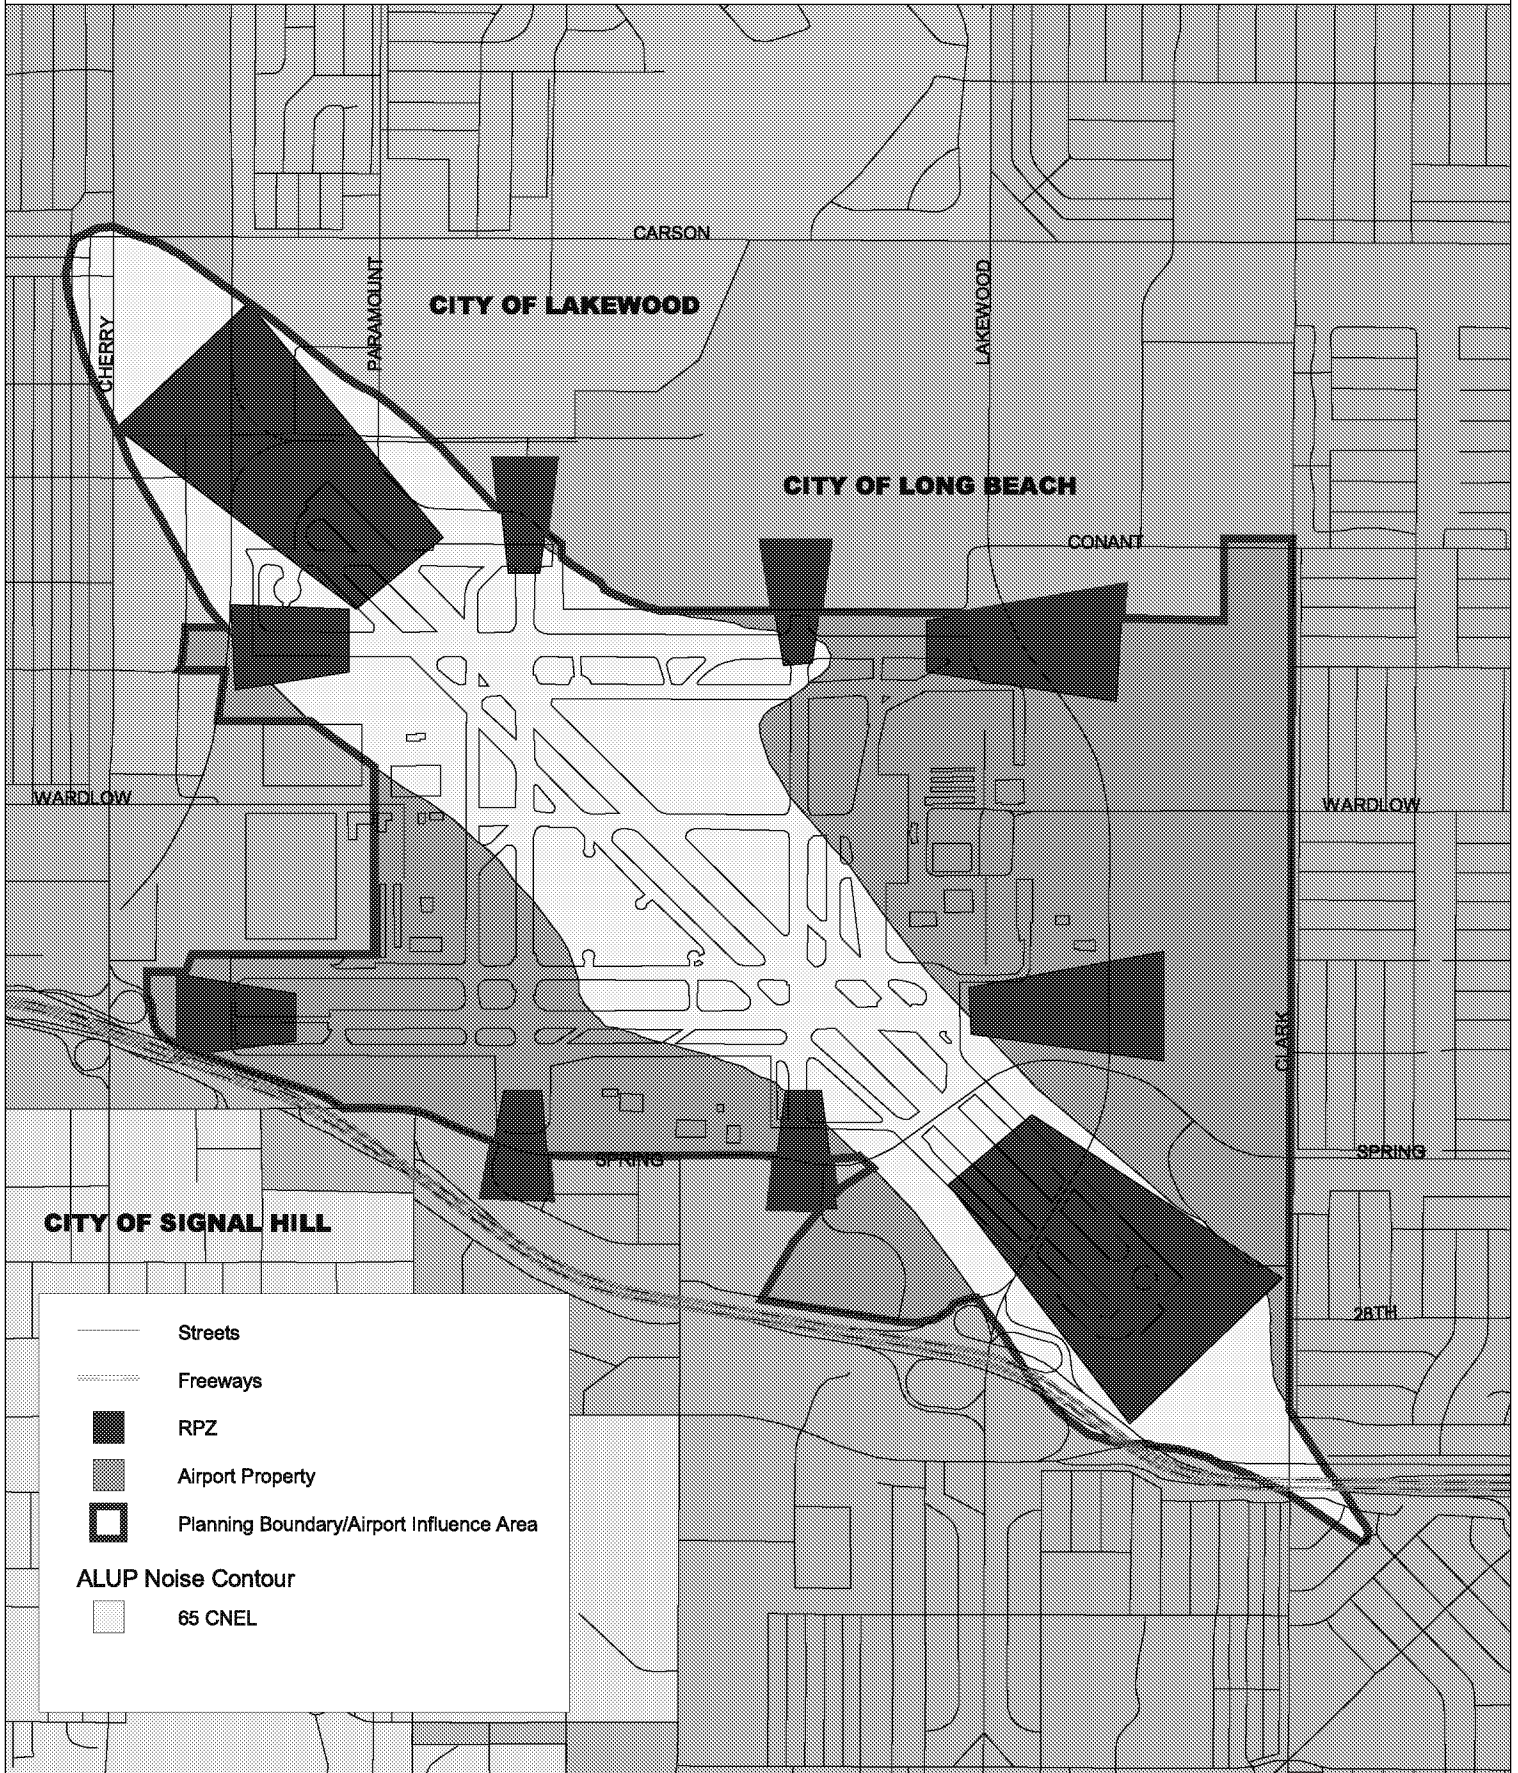 CARSON
PARAMOUNT
CITY OF LAKEWOOD
LAKEWOOD
CHERRY
CITY OF LONG BEACH
CONANT
WARDLOW
WARDLOW
CLARK
SPRING
SPRING
CITY OF SIGNAL HILL
28TH
Streets
Freeways
RPZ
Airport Property
Planning Boundary/Airport Influence Area
ALUP Noise Contour
65 CNEL